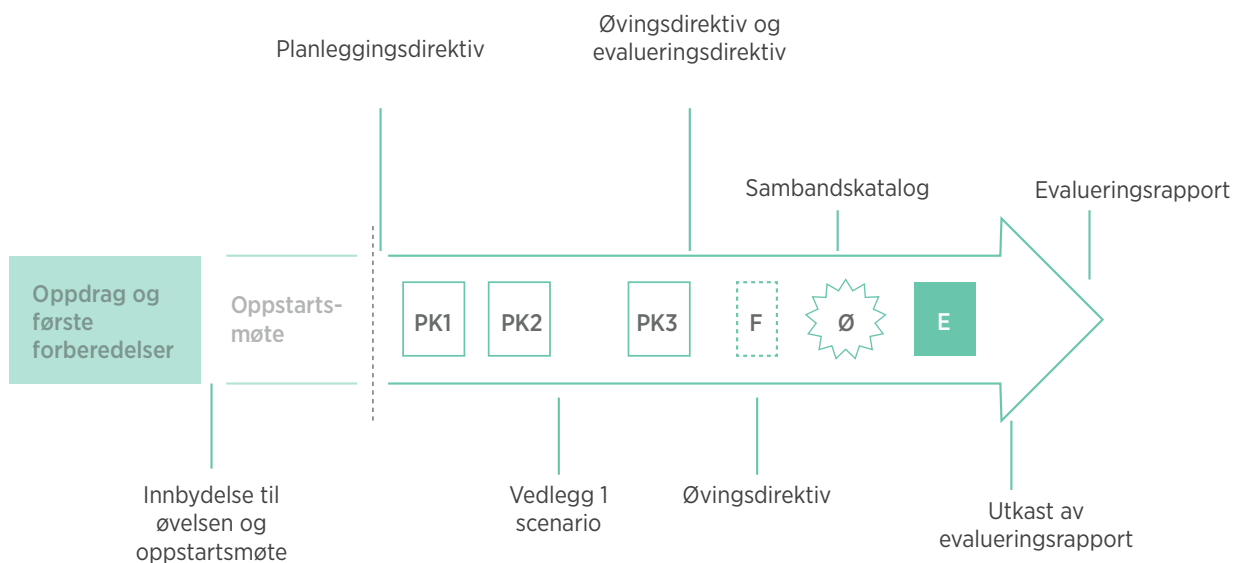 Planleggingsdirektiv
Øvingsdirektiv og
evalueringsdirektiv
Sambandskatalog
Evalueringsrapport
Oppdrag og
første
forberedelser
Oppstarts-
møte
PK1
PK2
PK3
F
Ø
E
Innbydelse til
øvelsen og
oppstartsmøte
Vedlegg 1
scenario
Øvingsdirektiv
Utkast av
evalueringsrapport